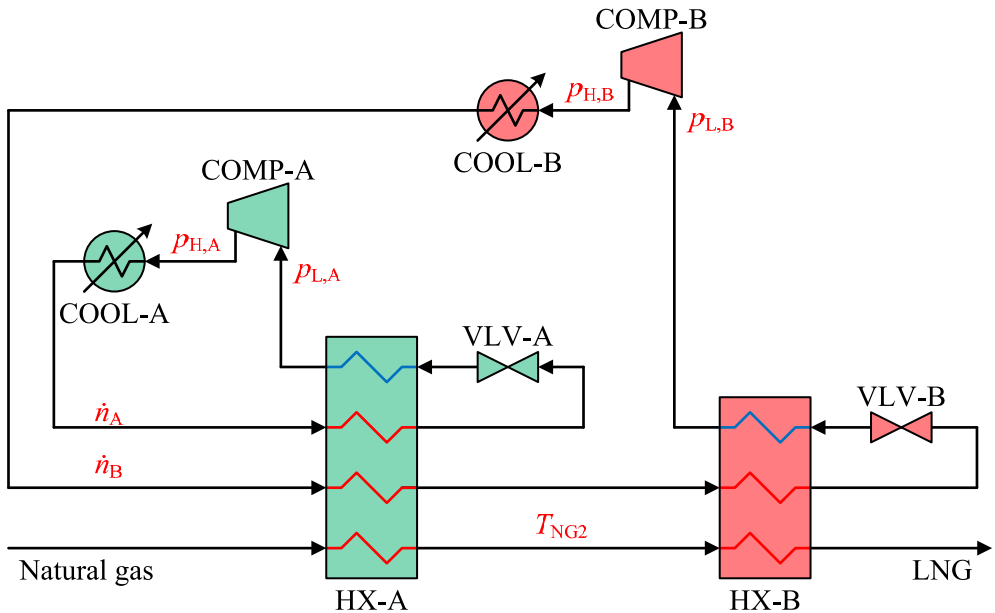 COMP-B
p_H,B
p_L,B
COOL-B
COMP-A
p_H,A
p_L,A
COOL-A
VLV-A
VLV-B
ṅ_A
ṅ_B
T_NG2
Natural gas
LNG
HX-A
HX-B